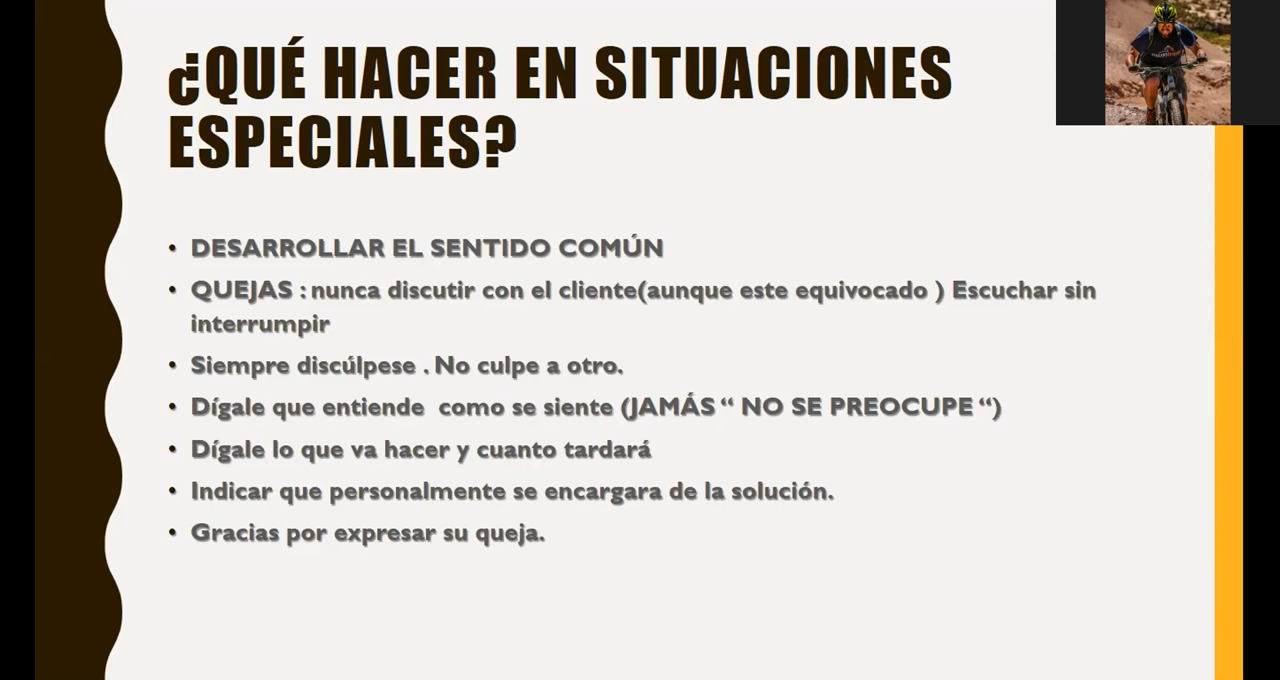 ¿QUÉ HACER EN SITUACIONES
ESPECIALES?
• DESARROLLAR EL SENTIDO COMÚN
• QUEJAS : nunca discutir con el cliente(aunque este equivocado ) Escuchar sin
interrumpir
• Siempre discúlpese . No culpe a otro.
• Dígale que entiende  como se siente (JAMÁS “ NO SE PREOCUPE “)
• Dígale lo que va hacer y cuanto tardará
• Indicar que personalmente se encargara de la solución.
• Gracias por expresar su queja.